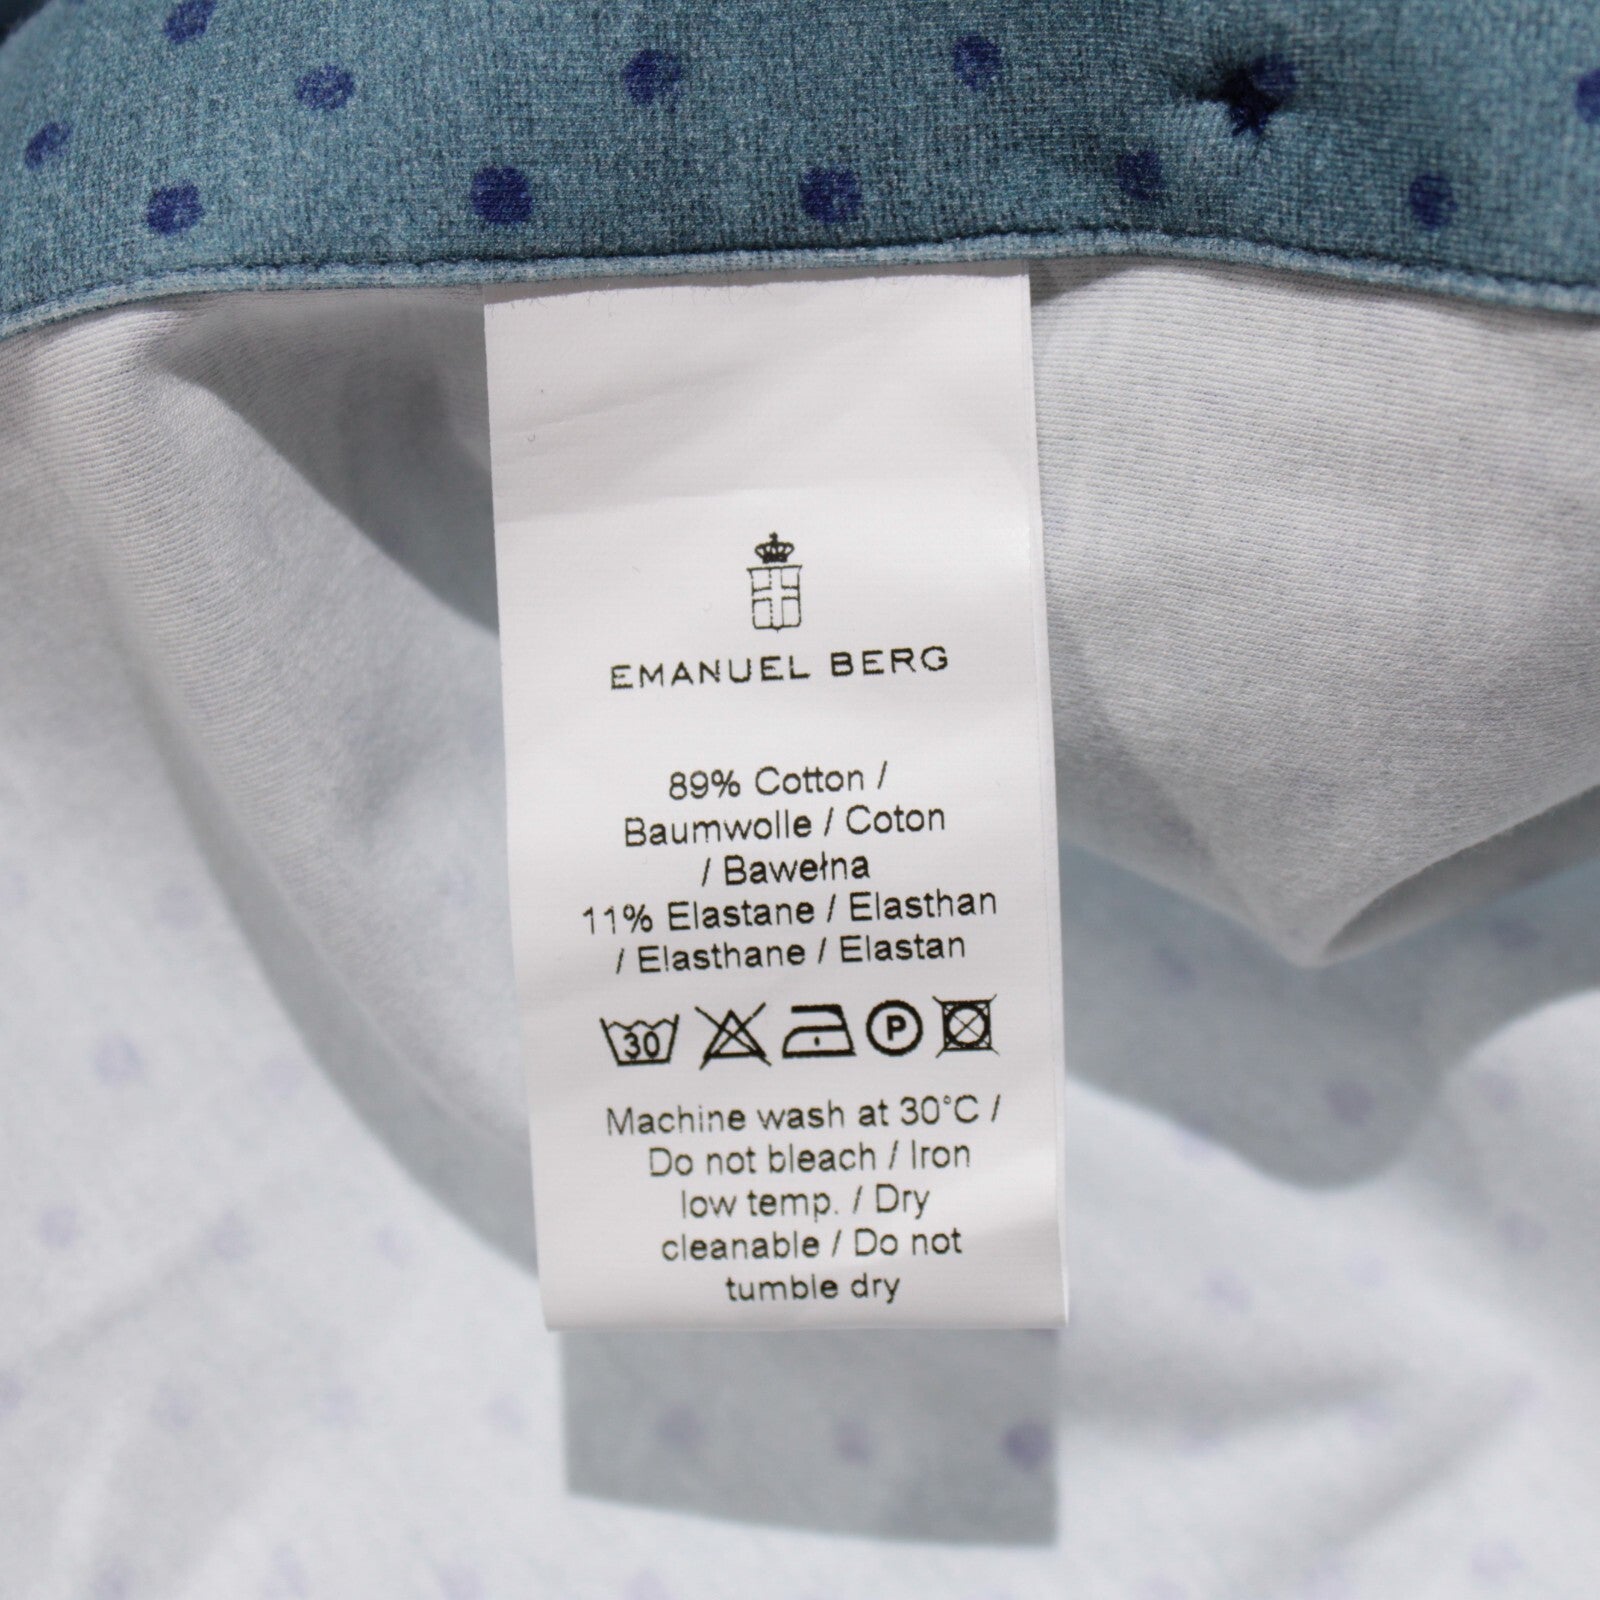 EMANUEL BERG
89% Cotton /
Baumwolle / Coton
/ Bawełna
11% Elastane / Elasthan
/ Elasthane / Elastan
30 P
Machine wash at 30°C /
Do not bleach / Iron
low temp. / Dry
cleanable / Do not
tumble dry